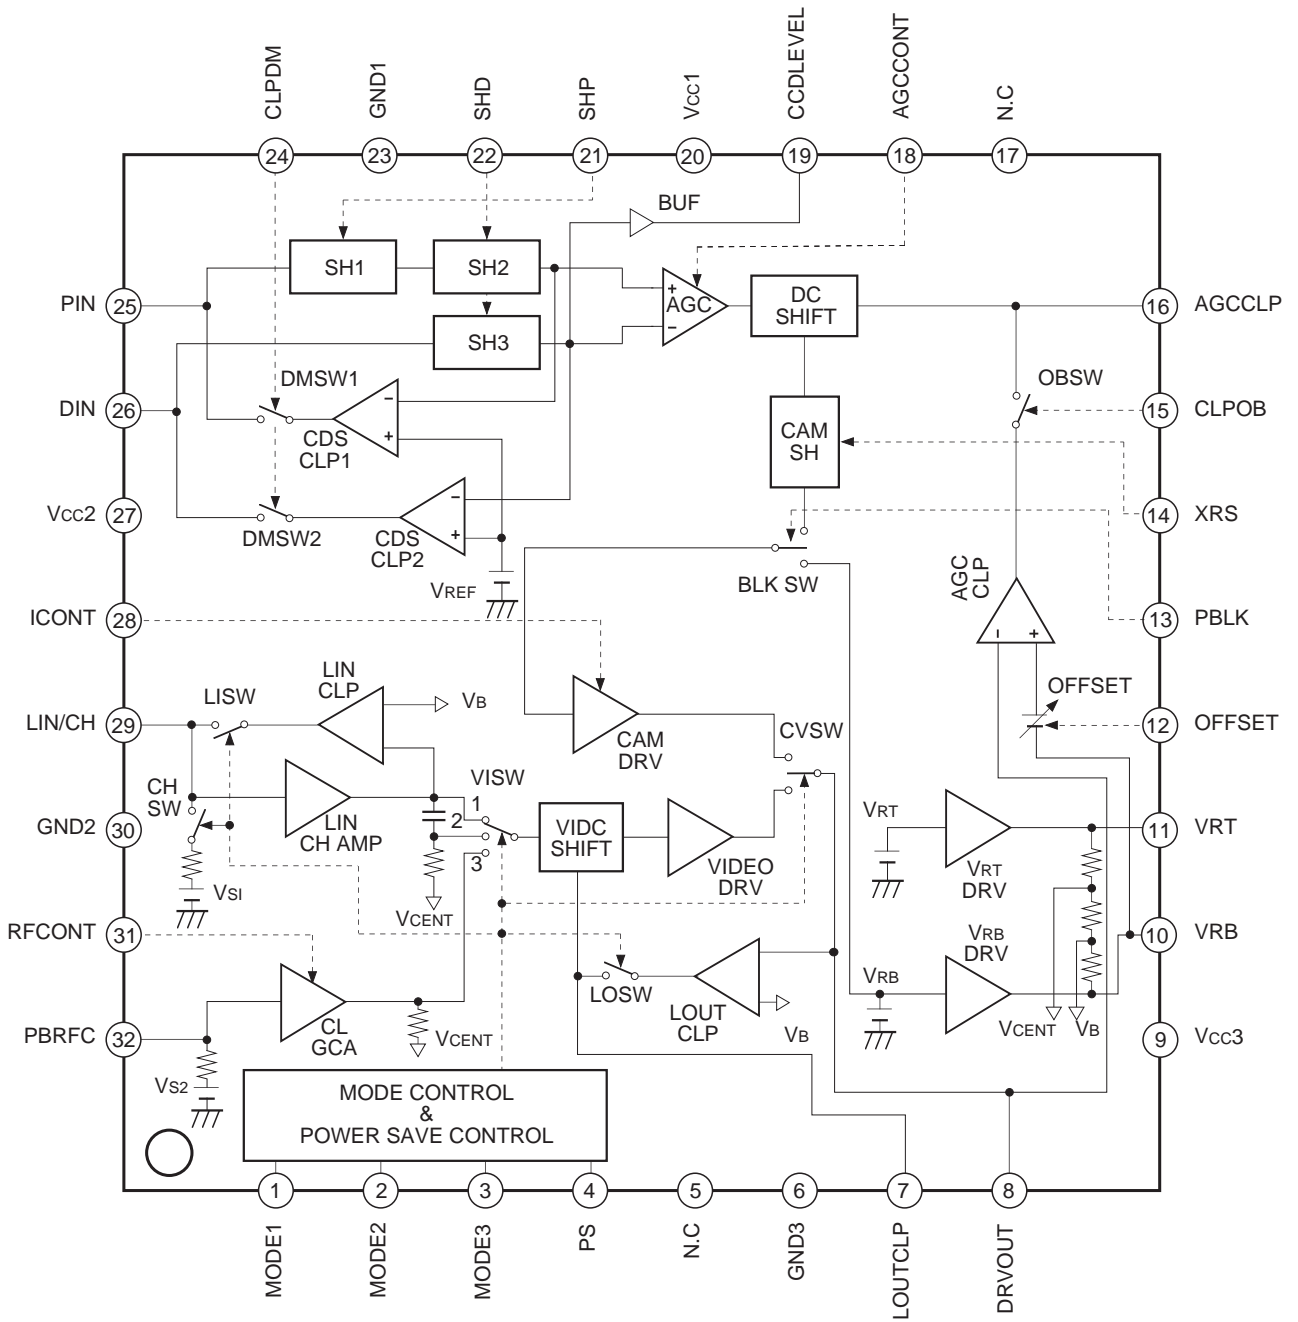 CLPDM
GND1
SHD
SHP
Vcc1
CCDLEVEL
AGCCONT
N.C
24
23
22
21
20
19
18
17
BUF
SH1
SH2
SH3
+
AGC
−
DC
SHIFT
PIN
25
16
AGCCLP
DIN
26
DMSW1
−
+
CDS
CLP1
OBSW
15
CLPOB
CAM
SH
Vcc2
27
DMSW2
−
+
CDS
CLP2
VREF
14
XRS
BLK SW
AGC
CLP
−
+
ICONT
28
13
PBLK
LIN
CLP
LISW
VB
LIN/CH
29
OFFSET
12
OFFSET
CAM
DRV
CVSW
CH
SW
LIN
CH AMP
VISW
1
2
3
VIDC
SHIFT
VIDEO
DRV
GND2
30
VSI
VCENT
VRT
VRT
DRV
11
VRT
RFCONT
31
VRB
VRB
DRV
10
VRB
LOSW
LOUT
CLP
VB
CL
GCA
VCENT
VCENT
VB
PBRFC
32
VS2
9
Vcc3
MODE CONTROL
&
POWER SAVE CONTROL
1
2
3
4
5
6
7
8
MODE1
MODE2
MODE3
PS
N.C
GND3
LOUTCLP
DRVOUT